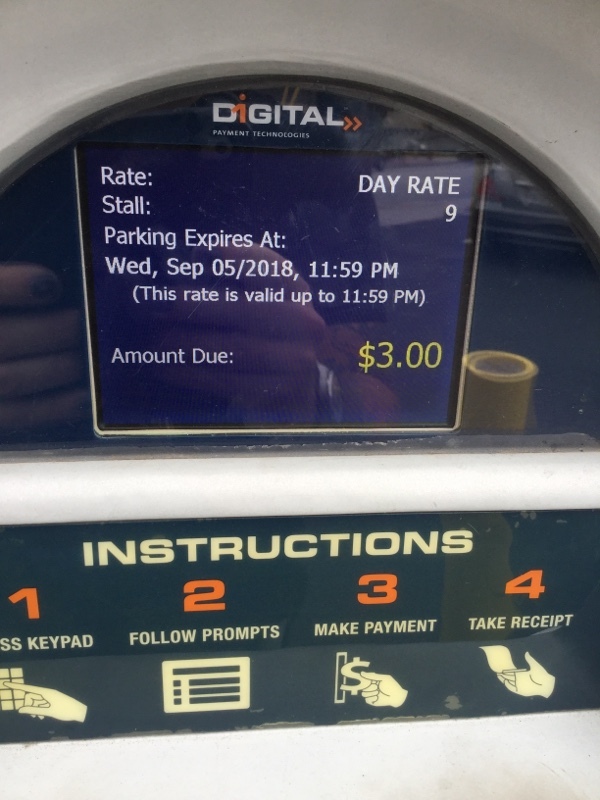 DIGITAL
PAYMENT TECHNOLOGIES
Rate: DAY RATE
Stall: 9
Parking Expires At:
Wed, Sep 05/2018, 11:59 PM
(This rate is valid up to 11:59 PM)
Amount Due: $3.00
INSTRUCTIONS
1 2 3 4
SS KEYPAD FOLLOW PROMPTS MAKE PAYMENT TAKE RECEIPT
$